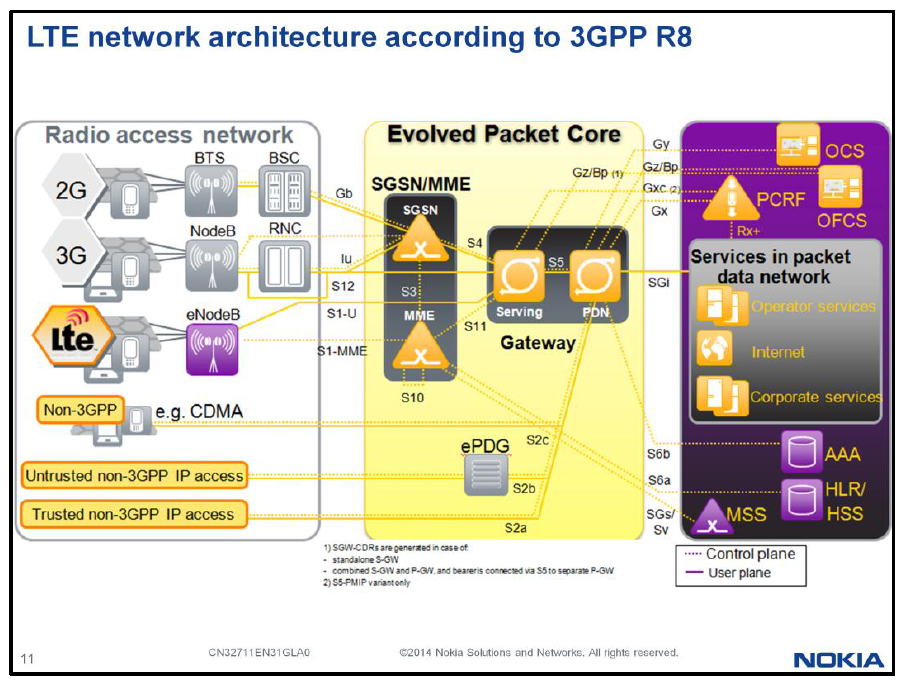 LTE network architecture according to 3GPP R8
Radio access network
BTS
BSC
2G
NodeB
RNC
3G
eNodeB
Lte
Non-3GPP
e.g. CDMA
Untrusted non-3GPP IP access
Trusted non-3GPP IP access
Gb
Iu
S12
S1-U
S1-MME
Evolved Packet Core
SGSN/MME
SGSN
S3
MME
S10
S4
S11
Serving
S5
PDN
Gateway
Gz/Bp (1)
ePDG
S2c
S2b
S2a
Gy
Gz/Bp
Gxc (2)
Gx
SGi
S6b
S6a
SGs/
Sv
OCS
PCRF
OFCS
Rx+
Services in packet
data network
Operator services
Internet
Corporate services
AAA
HLR/
HSS
MSS
1) SGW-CDRs are generated in case of:
- standalone S-GW
- combined S-GW and P-GW, and bearer is connected via S5 to separate P-GW
2) S5-PMIP variant only
Control plane
User plane
11
CN32711EN31GLA0
©2014 Nokia Solutions and Networks. All rights reserved.
NOKIA